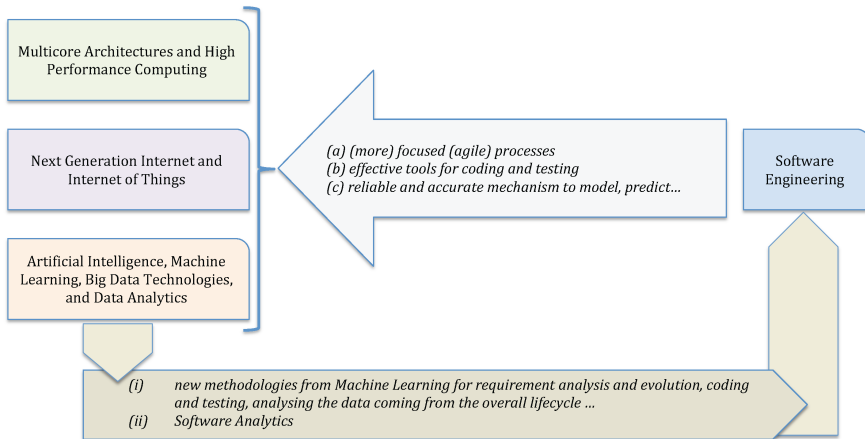 Multicore Architectures and High
Performance Computing
Next Generation Internet and
Internet of Things
Artificial Intelligence, Machine
Learning, Big Data Technologies,
and Data Analytics
(a) (more) focused (agile) processes
(b) effective tools for coding and testing
(c) reliable and accurate mechanism to model, predict...
Software
Engineering
(i) new methodologies from Machine Learning for requirement analysis and evolution, coding
and testing, analysing the data coming from the overall lifecycle ...
(ii) Software Analytics